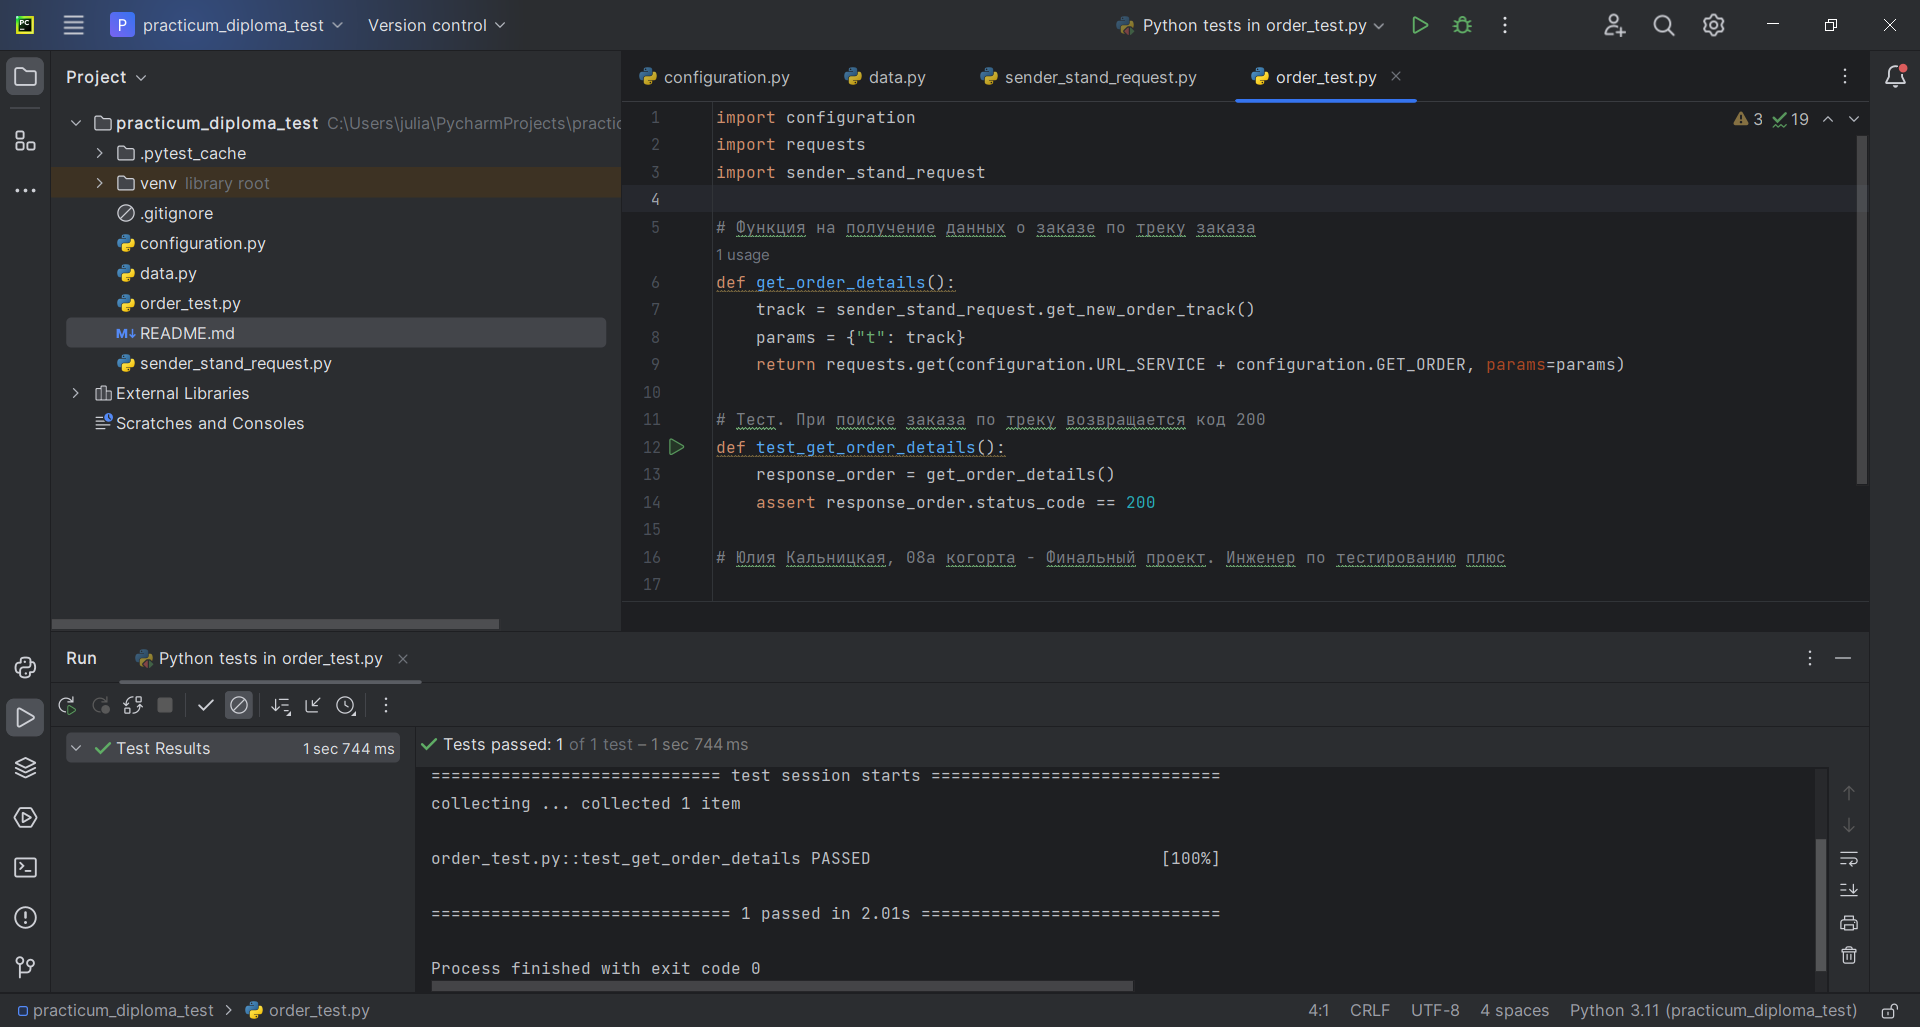 PC
P practicum_diploma_test Version control Python tests in order_test.py
Project
practicum_diploma_test C:\Users\julia\PycharmProjects\practic
.pytest_cache
venv library root
.gitignore
configuration.py
data.py
order_test.py
M↓ README.md
sender_stand_request.py
External Libraries
Scratches and Consoles
configuration.py data.py sender_stand_request.py order_test.py
3 19
1 import configuration
2 import requests
3 import sender_stand_request
4
5 # Функция на получение данных о заказе по треку заказа
1 usage
6 def get_order_details():
7 track = sender_stand_request.get_new_order_track()
8 params = {"t": track}
9 return requests.get(configuration.URL_SERVICE + configuration.GET_ORDER, params=params)
10
11 # Тест. При поиске заказа по треку возвращается код 200
12 def test_get_order_details():
13 response_order = get_order_details()
14 assert response_order.status_code == 200
15
16 # Юлия Кальницкая, 08а когорта - Финальный проект. Инженер по тестированию плюс
17
Run Python tests in order_test.py
Test Results 1 sec 744 ms
Tests passed: 1 of 1 test – 1 sec 744 ms
============================= test session starts =============================
collecting ... collected 1 item
order_test.py::test_get_order_details PASSED [100%]
============================== 1 passed in 2.01s ==============================
Process finished with exit code 0
practicum_diploma_test > order_test.py
4:1 CRLF UTF-8 4 spaces Python 3.11 (practicum_diploma_test)